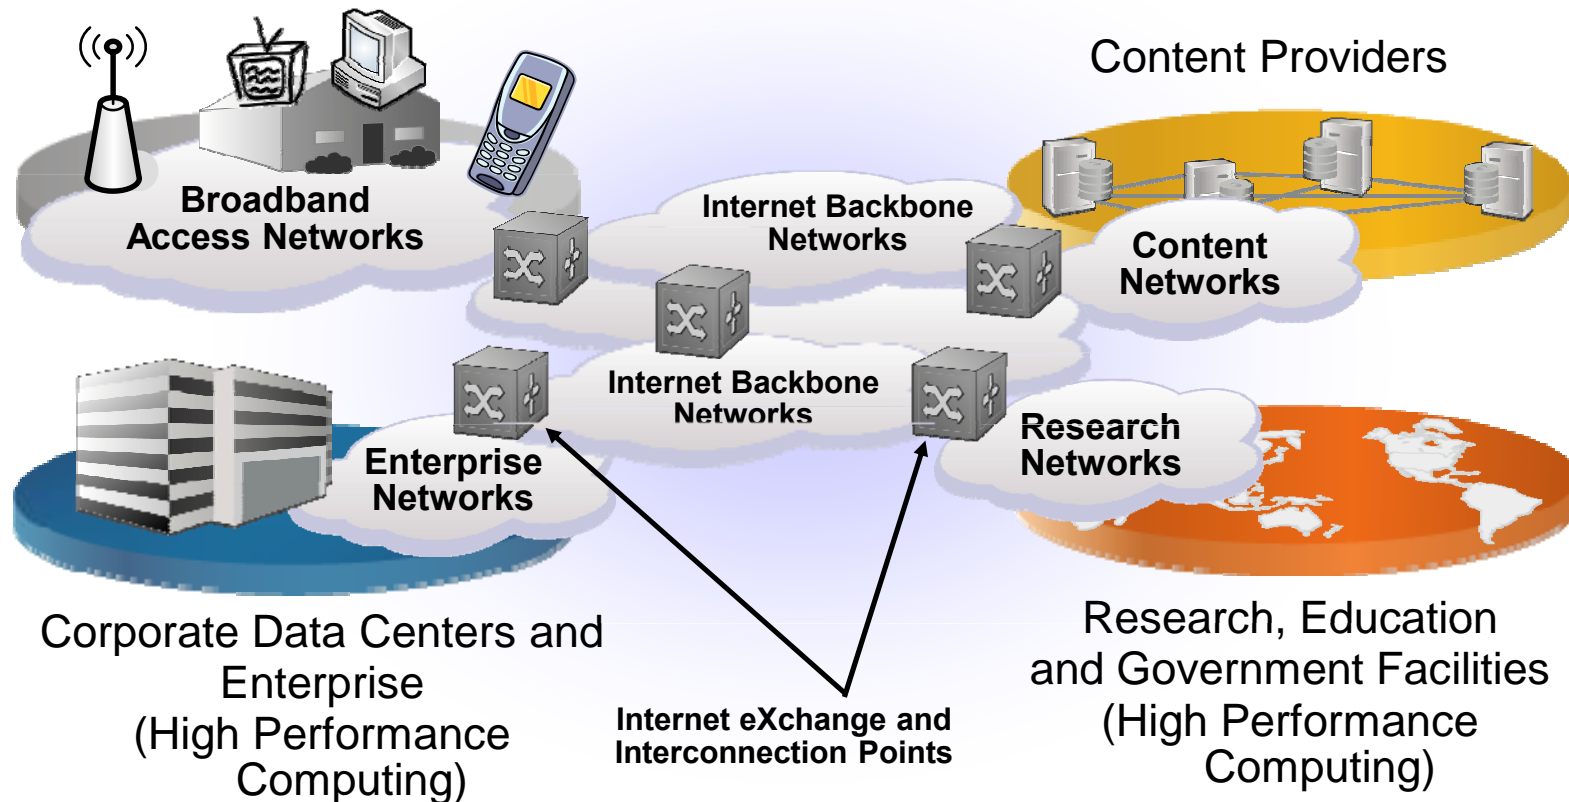 Content Providers
Broadband
Access Networks
Internet Backbone
Networks
Content
Networks
Internet Backbone
Networks
Enterprise
Networks
Research
Networks
Corporate Data Centers and
Enterprise
(High Performance
Computing)
Internet eXchange and
Interconnection Points
Research, Education
and Government Facilities
(High Performance
Computing)